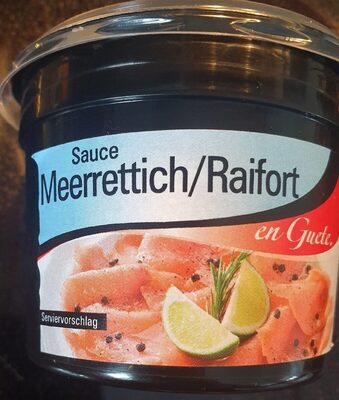 Sauce
Meerrettich/Raifort
en Guete.
Serviervorschlag